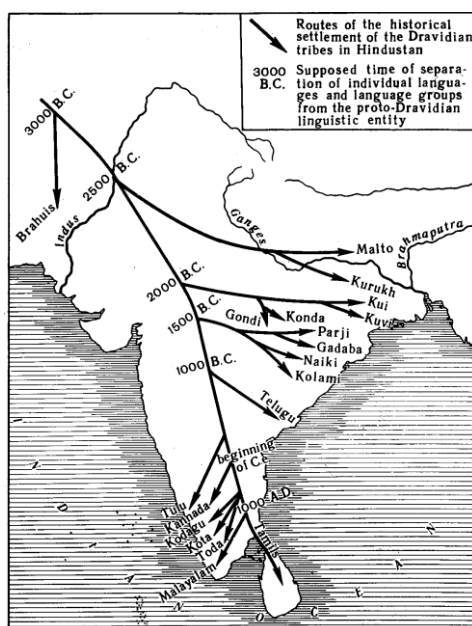 Routes of the historical
settlement of the Dravidian
tribes in Hindustan
3000 B.C. Supposed time of separa-
tion of individual langua-
ges and language groups
from the proto-Dravidian
linguistic entity
3000 B.C.
2500 B.C.
Brahuis
Indus
Ganges
Brahmaputra
Malto
Kurukh
2000 B.C.
Kui
Kuvi
Konda
Gondi
1500 B.C.
Parji
Gadaba
Naiki
Kolami
1000 B.C.
Telugu
beginning
of C.e.
Tulu
Kannada
Kodagu
Kota
Toda
Malayalam
1000 A.D.
Tamils
INDIAN OCEAN